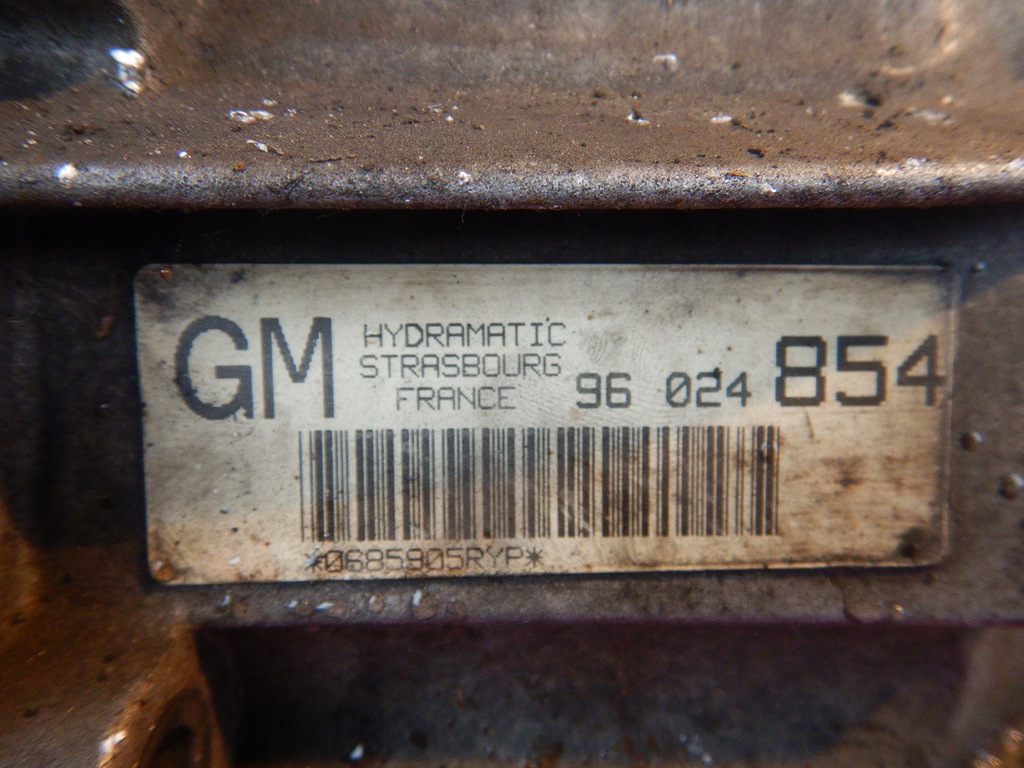 GM HYDRAMATIC
STRASBOURG
FRANCE 96 024 854
*0685905RYP*